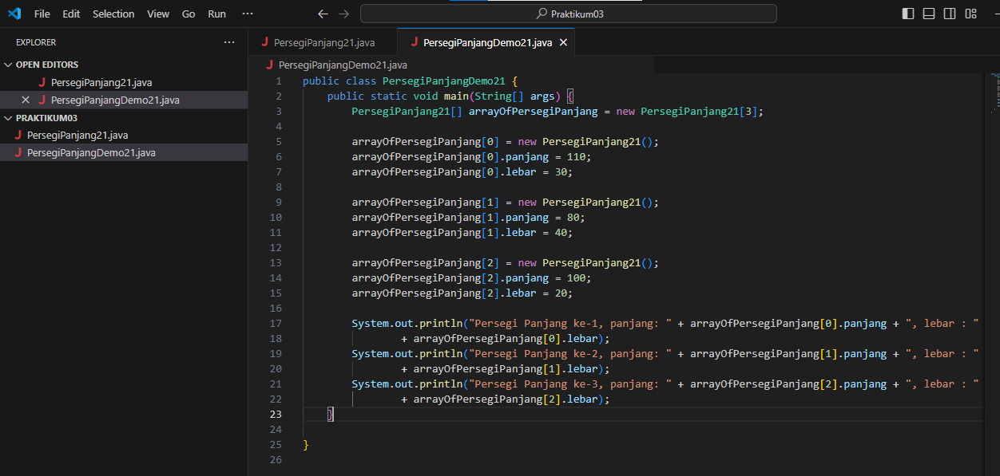 File Edit Selection View Go Run ···
Praktikum03
EXPLORER ···
OPEN EDITORS
PersegiPanjang21.java
PersegiPanjangDemo21.java
PRAKTIKUM03
PersegiPanjang21.java
PersegiPanjangDemo21.java
PersegiPanjang21.java
PersegiPanjangDemo21.java
PersegiPanjangDemo21.java
1 public class PersegiPanjangDemo21 {
2     public static void main(String[] args) {
3         PersegiPanjang21[] arrayOfPersegiPanjang = new PersegiPanjang21[3];
4
5         arrayOfPersegiPanjang[0] = new PersegiPanjang21();
6         arrayOfPersegiPanjang[0].panjang = 110;
7         arrayOfPersegiPanjang[0].lebar = 30;
8
9         arrayOfPersegiPanjang[1] = new PersegiPanjang21();
10         arrayOfPersegiPanjang[1].panjang = 80;
11         arrayOfPersegiPanjang[1].lebar = 40;
12
13         arrayOfPersegiPanjang[2] = new PersegiPanjang21();
14         arrayOfPersegiPanjang[2].panjang = 100;
15         arrayOfPersegiPanjang[2].lebar = 20;
16
17         System.out.println("Persegi Panjang ke-1, panjang: " + arrayOfPersegiPanjang[0].panjang + ", lebar : "
18                 + arrayOfPersegiPanjang[0].lebar);
19         System.out.println("Persegi Panjang ke-2, panjang: " + arrayOfPersegiPanjang[1].panjang + ", lebar : "
20                 + arrayOfPersegiPanjang[1].lebar);
21         System.out.println("Persegi Panjang ke-3, panjang: " + arrayOfPersegiPanjang[2].panjang + ", lebar : "
22                 + arrayOfPersegiPanjang[2].lebar);
23     }
24
25 }
26